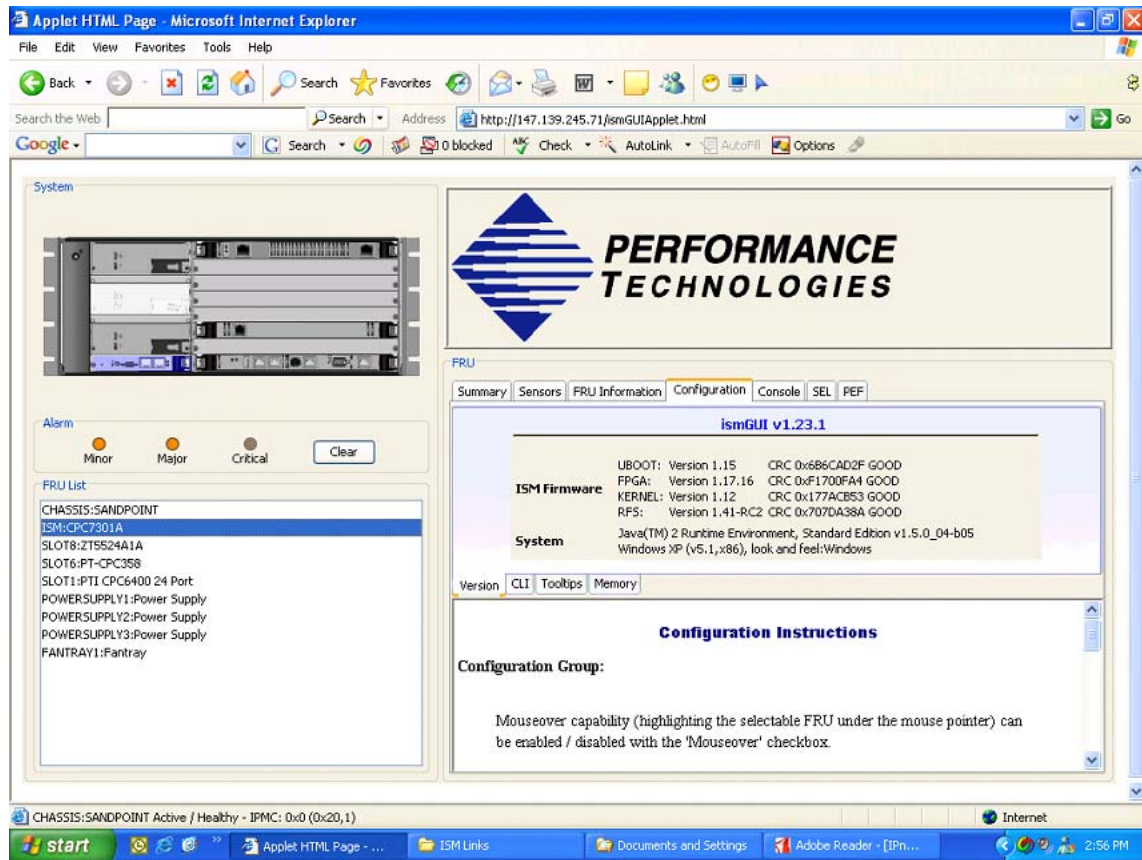 Applet HTML Page - Microsoft Internet Explorer
File Edit View Favorites Tools Help
Back Search Favorites
Search the Web Search Address http://147.139.245.71/ismGUIApplet.html Go
Google Search 0 blocked Check AutoLink AutoFill Options
System
PERFORMANCE
TECHNOLOGIES
Alarm
Minor Major Critical Clear
FRU List
CHASSIS:SANDPOINT
ISM:CPC7301A
SLOT8:ZT5524A1A
SLOT6:PT-CPC358
SLOT1:PTI CPC6400 24 Port
POWERSUPPLY1:Power Supply
POWERSUPPLY2:Power Supply
POWERSUPPLY3:Power Supply
FANTRAY1:Fantray
FRU
Summary Sensors FRU Information Configuration Console SEL PEF
ismGUI v1.23.1
ISM Firmware
UBOOT: Version 1.15 CRC 0x6B6CAD2F GOOD
FPGA: Version 1.17.16 CRC 0xF1700FA4 GOOD
KERNEL: Version 1.12 CRC 0x177ACB53 GOOD
RFS: Version 1.41-RC2 CRC 0x707DA38A GOOD
System
Java(TM) 2 Runtime Environment, Standard Edition v1.5.0_04-b05
Windows XP (v5.1,x86), look and feel:Windows
Version CLI Tooltips Memory
Configuration Instructions
Configuration Group:
Mouseover capability (highlighting the selectable FRU under the mouse pointer) can
be enabled / disabled with the 'Mouseover' checkbox.
CHASSIS:SANDPOINT Active / Healthy - IPMC: 0x0 (0x20,1) Internet
start Applet HTML Page - ... ISM Links Documents and Settings Adobe Reader - [IPn... 2:56 PM